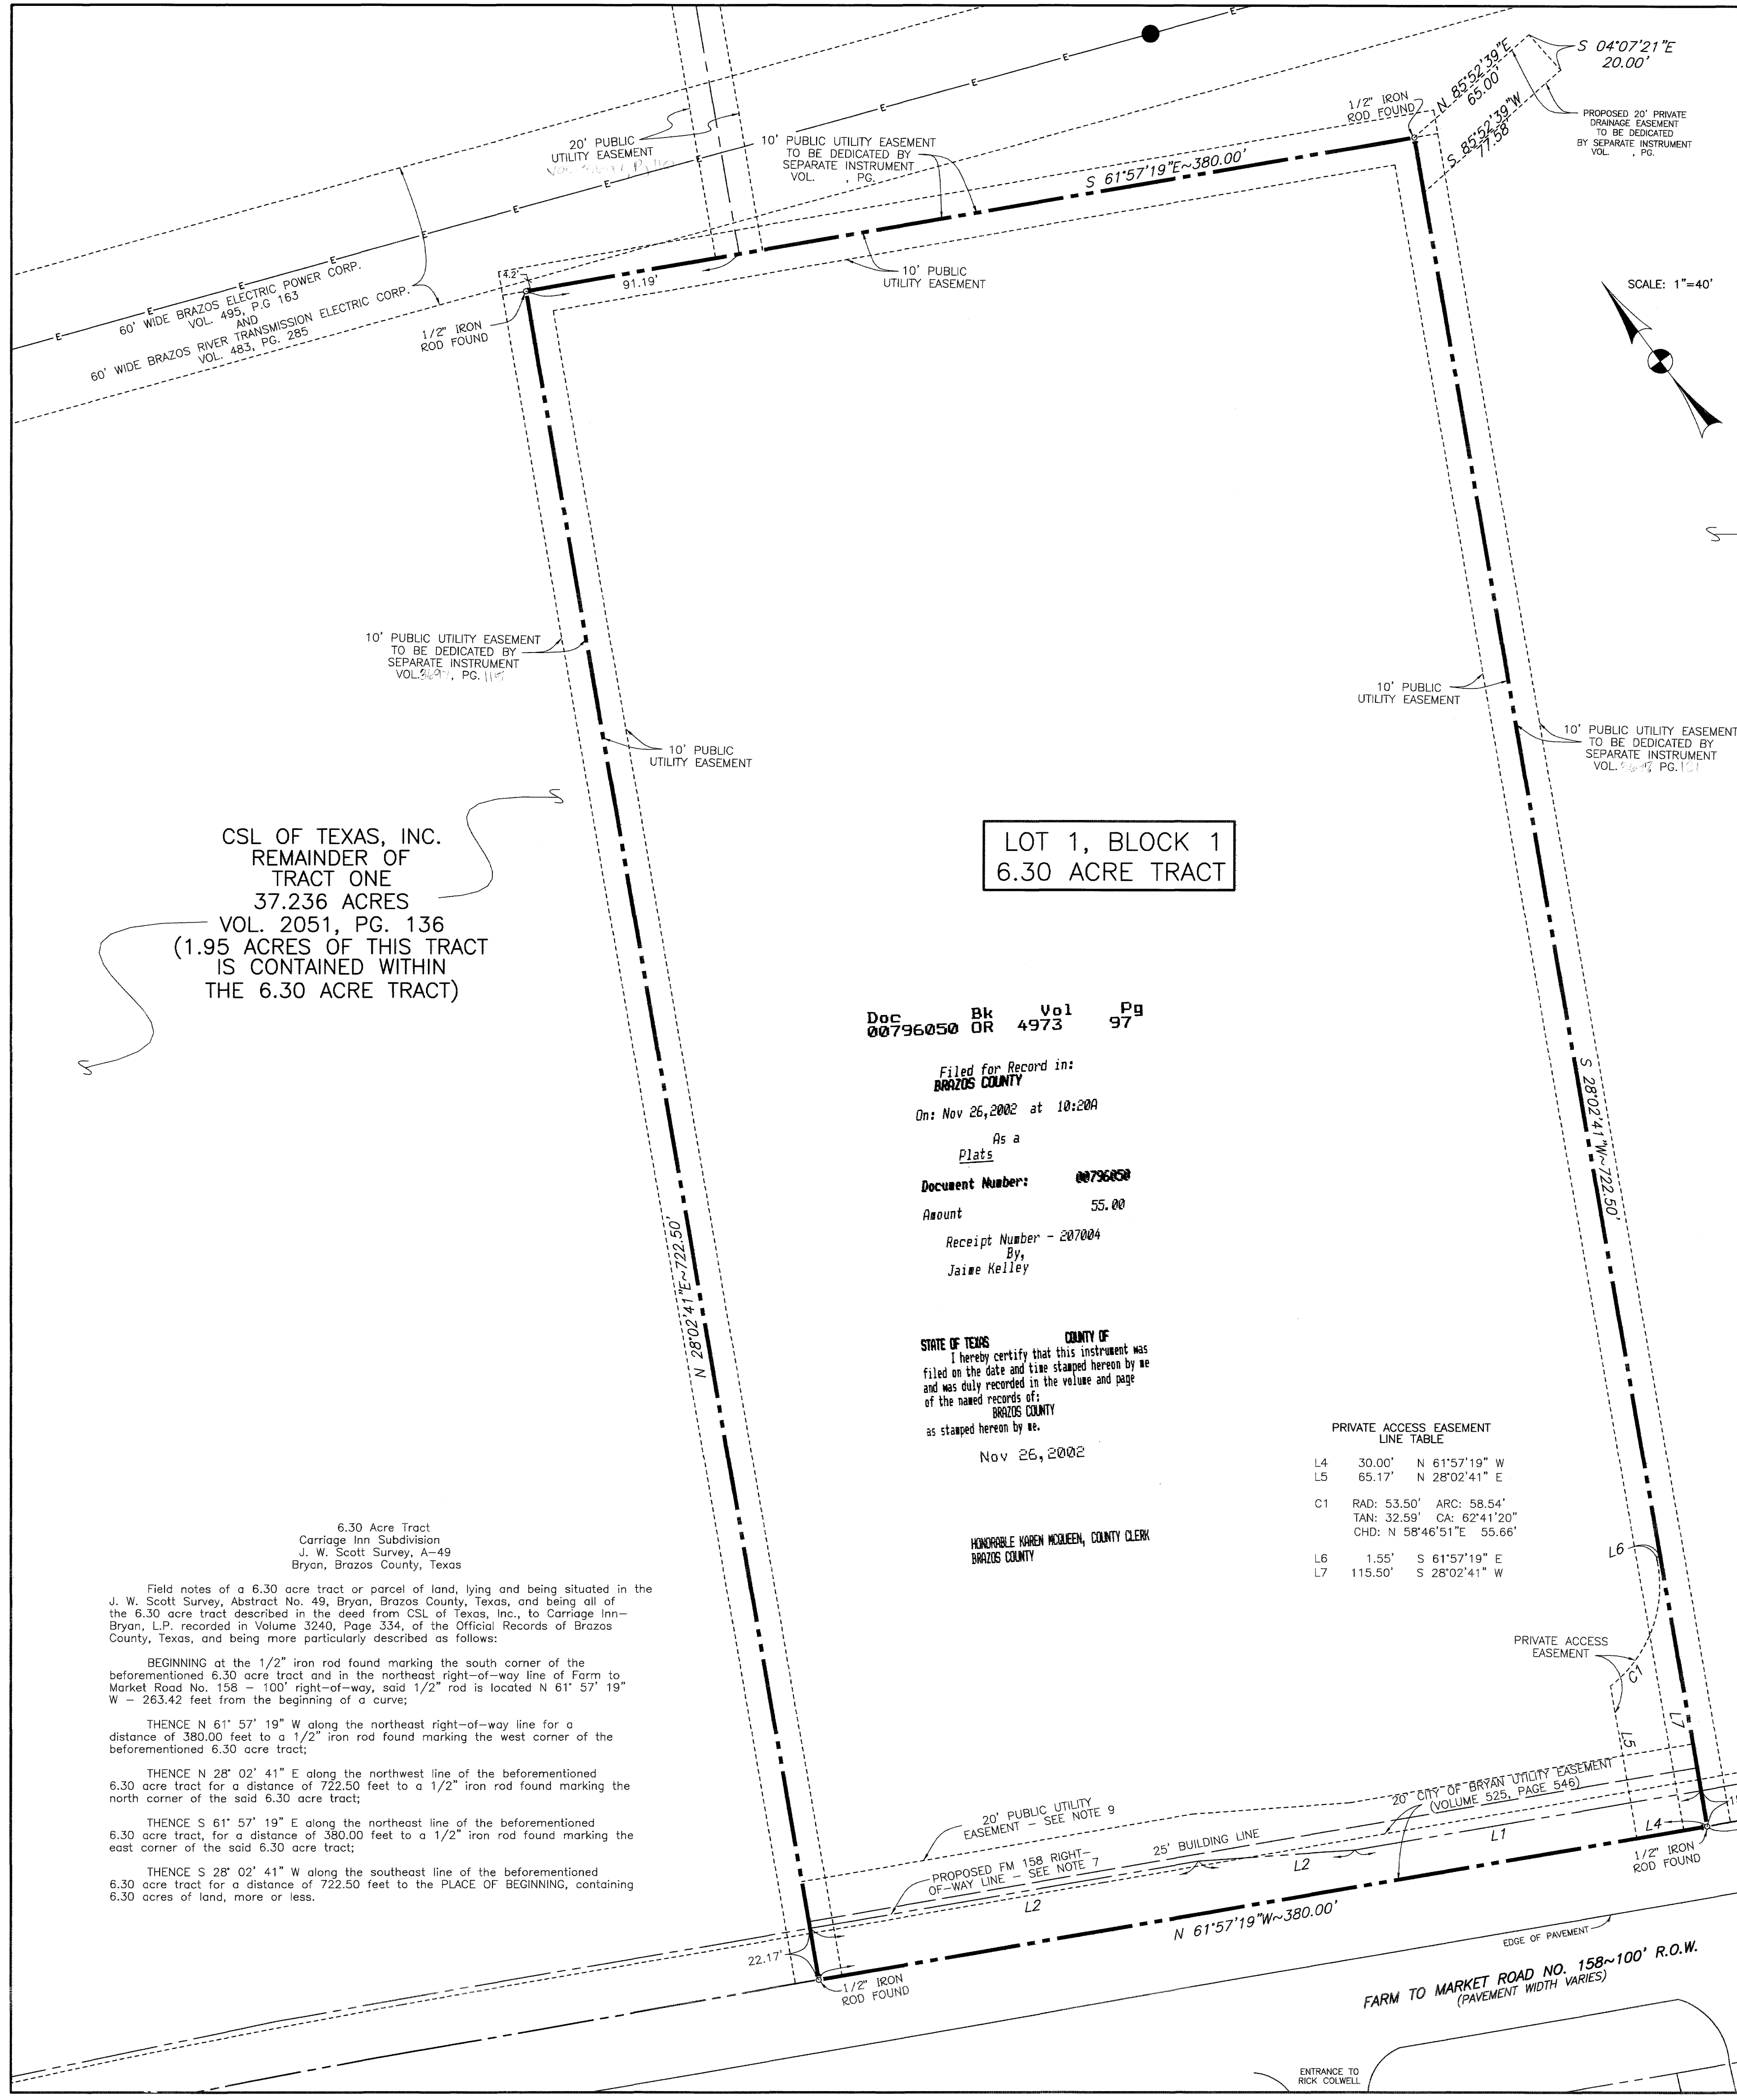 S 04°07'21"E
20.00'
N 85°52'39"E
65.00'
S 85°52'39"W
77.58'
1/2" IRON
ROD FOUND
PROPOSED 20' PRIVATE
DRAINAGE EASEMENT
TO BE DEDICATED
BY SEPARATE INSTRUMENT
VOL. , PG.
20' PUBLIC
UTILITY EASEMENT
10' PUBLIC UTILITY EASEMENT
TO BE DEDICATED BY
SEPARATE INSTRUMENT
VOL. , PG.
S 61°57'19"E~380.00'
E E E E E E E E E E E
4.2'
91.19'
10' PUBLIC
UTILITY EASEMENT
SCALE: 1"=40'
60' WIDE BRAZOS ELECTRIC POWER CORP.
VOL. 495, P.G 163
AND
60' WIDE BRAZOS RIVER TRANSMISSION ELECTRIC CORP.
VOL. 483, PG. 285
1/2" IRON
ROD FOUND
10' PUBLIC UTILITY EASEMENT
TO BE DEDICATED BY
SEPARATE INSTRUMENT
VOL. 3697, PG. 115
10' PUBLIC
UTILITY EASEMENT
10' PUBLIC
UTILITY EASEMENT
10' PUBLIC UTILITY EASEMENT
TO BE DEDICATED BY
SEPARATE INSTRUMENT
VOL. PG. 121
CSL OF TEXAS, INC.
REMAINDER OF
TRACT ONE
37.236 ACRES
VOL. 2051, PG. 136
(1.95 ACRES OF THIS TRACT
IS CONTAINED WITHIN
THE 6.30 ACRE TRACT)
LOT 1, BLOCK 1
6.30 ACRE TRACT
Doc Bk Vol Pg
00796050 OR 4973 97
Filed for Record in:
BRAZOS COUNTY
On: Nov 26,2002 at 10:20A
As a
Plats
Document Number: 00796050
Amount 55.00
Receipt Number - 207004
By,
Jaime Kelley
STATE OF TEXAS COUNTY OF
I hereby certify that this instrument was
filed on the date and time stamped hereon by me
and was duly recorded in the volume and page
of the named records of:
BRAZOS COUNTY
as stamped hereon by me.
Nov 26,2002
HONORABLE KAREN MCQUEEN, COUNTY CLERK
BRAZOS COUNTY
N 28°02'41"E~722.50'
S 28°02'41"W~722.50'
PRIVATE ACCESS EASEMENT
LINE TABLE
L4 30.00' N 61°57'19" W
L5 65.17' N 28°02'41" E
C1 RAD: 53.50' ARC: 58.54'
TAN: 32.59' CA: 62°41'20"
CHD: N 58°46'51"E 55.66'
L6 1.55' S 61°57'19" E
L7 115.50' S 28°02'41" W
L6
PRIVATE ACCESS
EASEMENT
C1
L7
L5
6.30 Acre Tract
Carriage Inn Subdivision
J. W. Scott Survey, A-49
Bryan, Brazos County, Texas
Field notes of a 6.30 acre tract or parcel of land, lying and being situated in the
J. W. Scott Survey, Abstract No. 49, Bryan, Brazos County, Texas, and being all of
the 6.30 acre tract described in the deed from CSL of Texas, Inc., to Carriage Inn-
Bryan, L.P. recorded in Volume 3240, Page 334, of the Official Records of Brazos
County, Texas, and being more particularly described as follows:
BEGINNING at the 1/2" iron rod found marking the south corner of the
beforementioned 6.30 acre tract and in the northeast right-of-way line of Farm to
Market Road No. 158 - 100' right-of-way, said 1/2" rod is located N 61° 57' 19"
W - 263.42 feet from the beginning of a curve;
THENCE N 61° 57' 19" W along the northeast right-of-way line for a
distance of 380.00 feet to a 1/2" iron rod found marking the west corner of the
beforementioned 6.30 acre tract;
THENCE N 28° 02' 41" E along the northwest line of the beforementioned
6.30 acre tract for a distance of 722.50 feet to a 1/2" iron rod found marking the
north corner of the said 6.30 acre tract;
THENCE S 61° 57' 19" E along the northeast line of the beforementioned
6.30 acre tract, for a distance of 380.00 feet to a 1/2" iron rod found marking the
east corner of the said 6.30 acre tract;
THENCE S 28° 02' 41" W along the southeast line of the beforementioned
6.30 acre tract for a distance of 722.50 feet to the PLACE OF BEGINNING, containing
6.30 acres of land, more or less.
20' CITY OF BRYAN UTILITY EASEMENT
(VOLUME 525, PAGE 546)
20' PUBLIC UTILITY
EASEMENT - SEE NOTE 9
25' BUILDING LINE
PROPOSED FM 158 RIGHT-
OF-WAY LINE - SEE NOTE 7
L4
L1
L2
L2
1/2" IRON
ROD FOUND
N 61°57'19"W~380.00'
22.17'
1/2" IRON
ROD FOUND
EDGE OF PAVEMENT
FARM TO MARKET ROAD NO. 158~100' R.O.W.
(PAVEMENT WIDTH VARIES)
ENTRANCE TO
RICK COLWELL